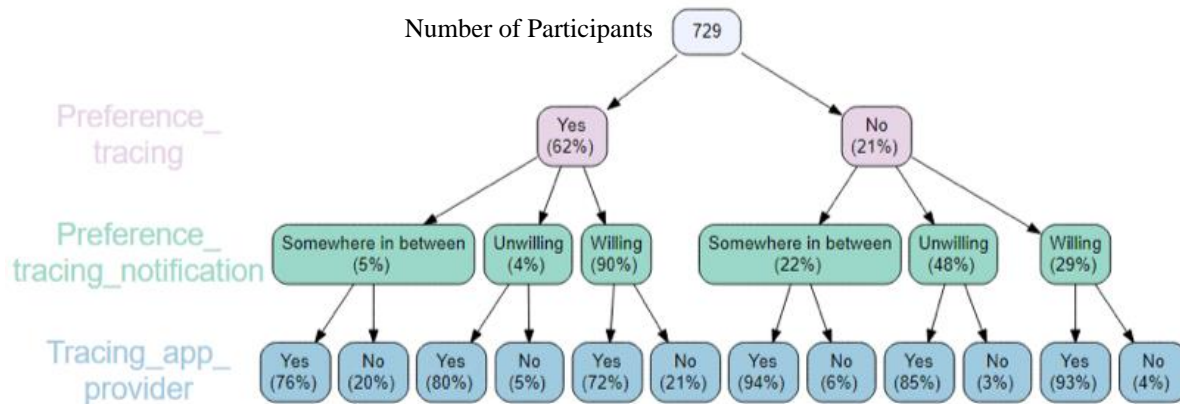 Number of Participants
729
Preference_
tracing
Yes
(62%)
No
(21%)
Preference_
tracing_notification
Somewhere in between
(5%)
Unwilling
(4%)
Willing
(90%)
Somewhere in between
(22%)
Unwilling
(48%)
Willing
(29%)
Tracing_app_
provider
Yes
(76%)
No
(20%)
Yes
(80%)
No
(5%)
Yes
(72%)
No
(21%)
Yes
(94%)
No
(6%)
Yes
(85%)
No
(3%)
Yes
(93%)
No
(4%)